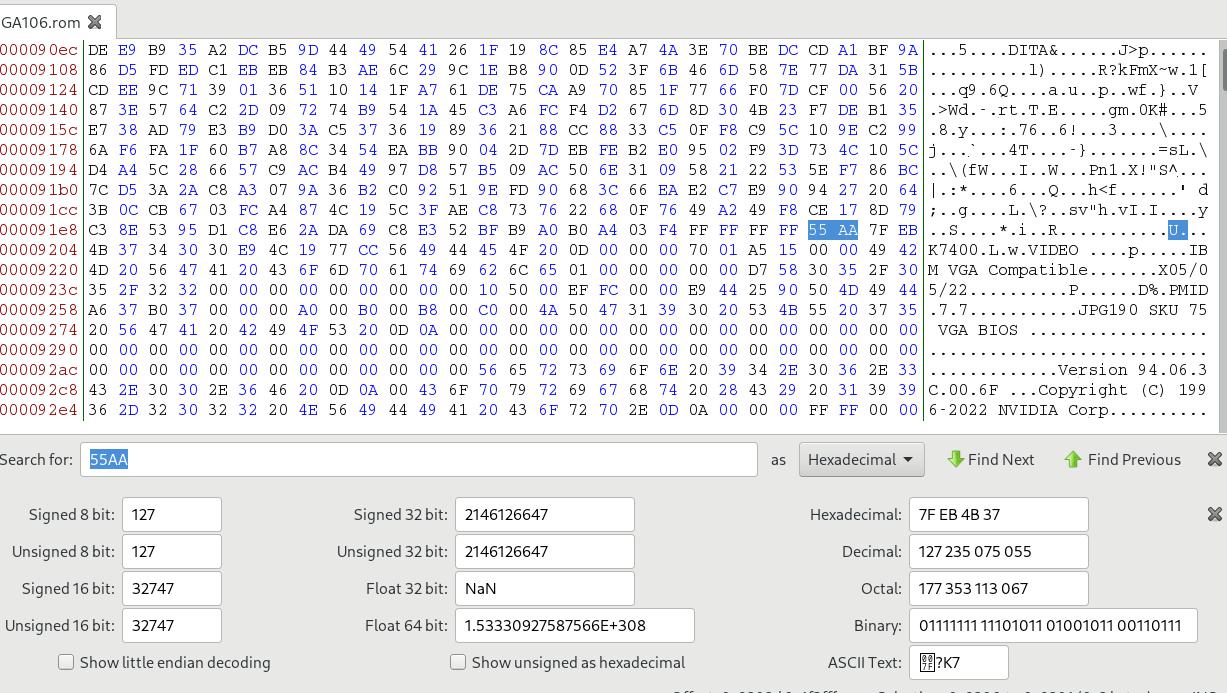 GA106.rom
000090ec DE E9 B9 35 A2 DC B5 9D 44 49 54 41 26 1F 19 8C 85 E4 A7 4A 3E 70 BE DC CD A1 BF 9A ...5....DITA&......J>p......
00009108 86 D5 FD ED C1 EB EB 84 B3 AE 6C 29 9C 1E B8 90 0D 52 3F 6B 46 6D 58 7E 77 DA 31 5B ..........l).....R?kFmX~w.1[
00009124 CD EE 9C 71 39 01 36 51 10 14 1F A7 61 DE 75 CA A9 70 85 1F 77 66 F0 7D CF 00 56 20 ...q9.6Q....a.u..p..wf.}..V
00009140 87 3E 57 64 C2 2D 09 72 74 B9 54 1A 45 C3 A6 FC F4 D2 67 6D 8D 30 4B 23 F7 DE B1 35 .>Wd.-.rt.T.E.....gm.0K#...5
0000915c E7 38 AD 79 E3 B9 D0 3A C5 37 36 19 89 36 21 88 CC 88 33 C5 0F F8 C9 5C 10 9E C2 99 .8.y...:.76..6!...3....\....
00009178 6A F6 FA 1F 60 B7 A8 8C 34 54 EA BB 90 04 2D 7D EB FE B2 E0 95 02 F9 3D 73 4C 10 5C j...`...4T....-}.......=sL.\
00009194 D4 A4 5C 28 66 57 C9 AC B4 49 97 D8 57 B5 09 AC 50 6E 31 09 58 21 22 53 5E F7 86 BC ..\(fW...I..W...Pn1.X!"S^...
000091b0 7C D5 3A 2A C8 A3 07 9A 36 B2 C0 92 51 9E FD 90 68 3C 66 EA AE E2 C7 E9 90 94 27 20 64 |.:*....6...Q...h<f.......' d
000091cc 3B 0C CB 67 03 FC A4 87 4C 19 5C 3F AE C8 73 76 22 68 0F 76 49 A2 49 F8 CE 17 8D 79 ;..g....L.\?..sv"h.vI.I....y
000091e8 C3 8E 53 95 D1 C8 E6 2A DA 69 C8 E3 52 BF B9 A0 B0 A4 03 F4 FF FF FF FF 55 AA 7F EB ..S....*.i..R...........U...
00009204 4B 37 34 30 30 E9 4C 19 77 CC 56 49 44 45 4F 20 0D 00 00 00 70 01 A5 15 00 00 49 42 K7400.L.w.VIDEO ....p.....IB
00009220 4D 20 56 47 41 20 43 6F 6D 70 61 74 69 62 6C 65 01 00 00 00 00 D7 58 30 35 2F 30 M VGA Compatible.......X05/0
0000923c 35 2F 32 32 00 00 00 00 00 00 00 00 10 50 00 EF FC 00 00 E9 44 25 90 50 4D 49 44 5/22.........P......D%.PMID
00009258 A6 37 B0 37 00 00 00 A0 00 B0 00 B8 00 C0 00 4A 50 47 31 39 30 20 53 4B 55 20 37 35 .7.7...........JPG190 SKU 75
00009274 20 56 47 41 20 42 49 4F 53 20 0D 0A 00 00 00 00 00 00 00 00 00 00 00 00 00 00 00 00 VGA BIOS ..................
00009290 00 00 00 00 00 00 00 00 00 00 00 00 00 00 00 00 00 00 00 00 00 00 00 00 00 00 00 00 ............................
000092ac 00 00 00 00 00 00 00 00 00 00 00 00 00 56 65 72 73 69 6F 6E 20 39 34 2E 30 36 2E 33 .............Version 94.06.3
000092c8 43 2E 30 30 2E 36 46 20 0D 0D 0A 00 43 6F 70 79 72 69 67 68 74 20 28 43 29 20 31 39 39 C.00.6F ...Copyright (C) 199
000092e4 36 2D 32 30 32 32 20 4E 56 49 44 49 41 20 43 6F 72 70 2E 0D 0A 00 00 00 FF FF 00 00 6-2022 NVIDIA Corp..........
Search for: 55AA as Hexadecimal Find Next Find Previous
Signed 8 bit: 127 Signed 32 bit: 2146126647 Hexadecimal: 7F EB 4B 37
Unsigned 8 bit: 127 Unsigned 32 bit: 2146126647 Decimal: 127 235 075 055
Signed 16 bit: 32747 Float 32 bit: NaN Octal: 177 353 113 067
Unsigned 16 bit: 32747 Float 64 bit: 1.53330927587566E+308 Binary: 01111111 11101011 01001011 00110111
Show little endian decoding Show unsigned as hexadecimal ASCII Text: ?K7